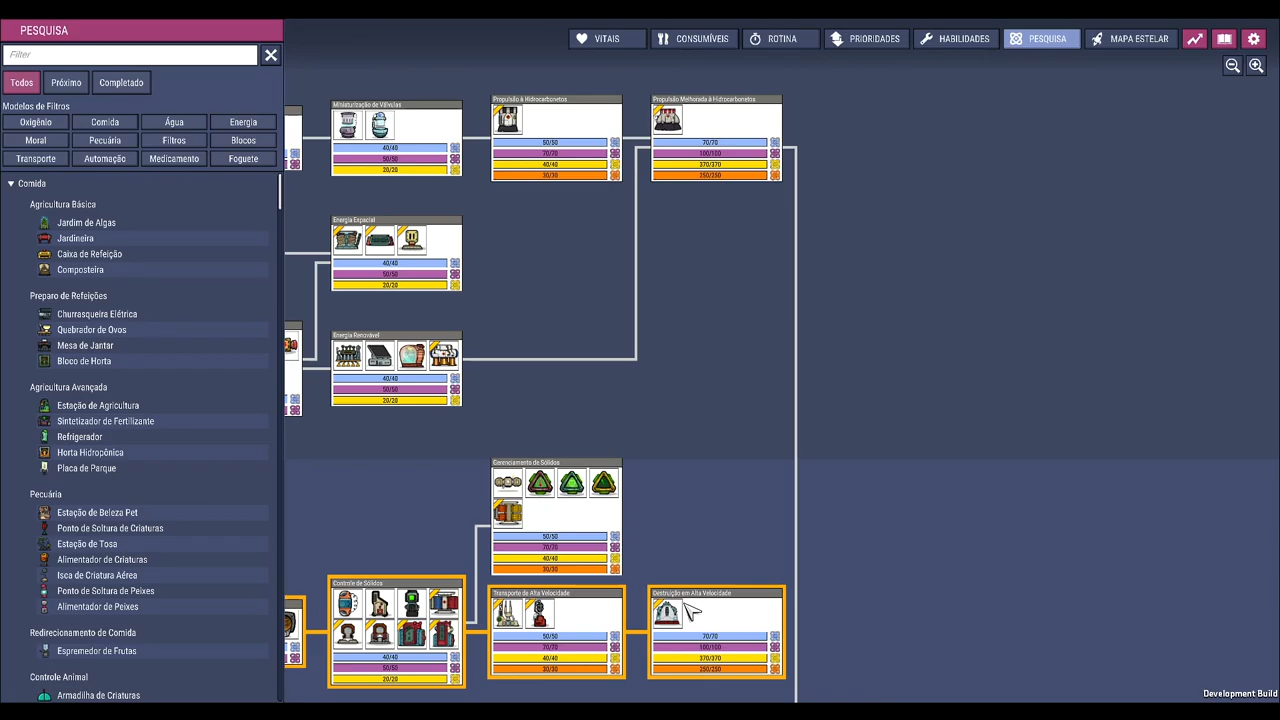 PESQUISA
Filter
Todos Próximo Completado
Modelos de Filtros
Oxigênio Comida Água Energia
Moral Pecuária Filtros Blocos
Transporte Automação Medicamento Foguete
Comida
Agricultura Básica
Jardim de Algas
Jardineira
Caixa de Refeição
Composteira
Preparo de Refeições
Churrasqueira Elétrica
Quebrador de Ovos
Mesa de Jantar
Bloco de Horta
Agricultura Avançada
Estação de Agricultura
Sintetizador de Fertilizante
Refrigerador
Horta Hidropônica
Placa de Parque
Pecuária
Estação de Beleza Pet
Ponto de Soltura de Criaturas
Estação de Tosa
Alimentador de Criaturas
Isca de Criatura Aérea
Ponto de Soltura de Peixes
Alimentador de Peixes
Redirecionamento de Comida
Espremedor de Frutas
Controle Animal
Armadilha de Criaturas
VITAIS CONSUMÍVEIS ROTINA PRIORIDADES HABILIDADES PESQUISA MAPA ESTELAR
Miniaturização de Válvulas
40/40
50/50
20/20
Propulsão à Hidrocarbonetos
50/50
70/70
40/40
30/30
Propulsão Melhorada à Hidrocarbonetos
70/70
100/100
370/370
250/250
Energia Espacial
40/40
50/50
20/20
Energia Renovável
40/40
50/50
20/20
Gerenciamento de Sólidos
50/50
70/70
40/40
30/30
Controle de Sólidos
40/40
50/50
20/20
Transporte de Alta Velocidade
50/50
70/70
40/40
30/30
Destruição em Alta Velocidade
70/70
100/100
370/370
250/250
Development Build